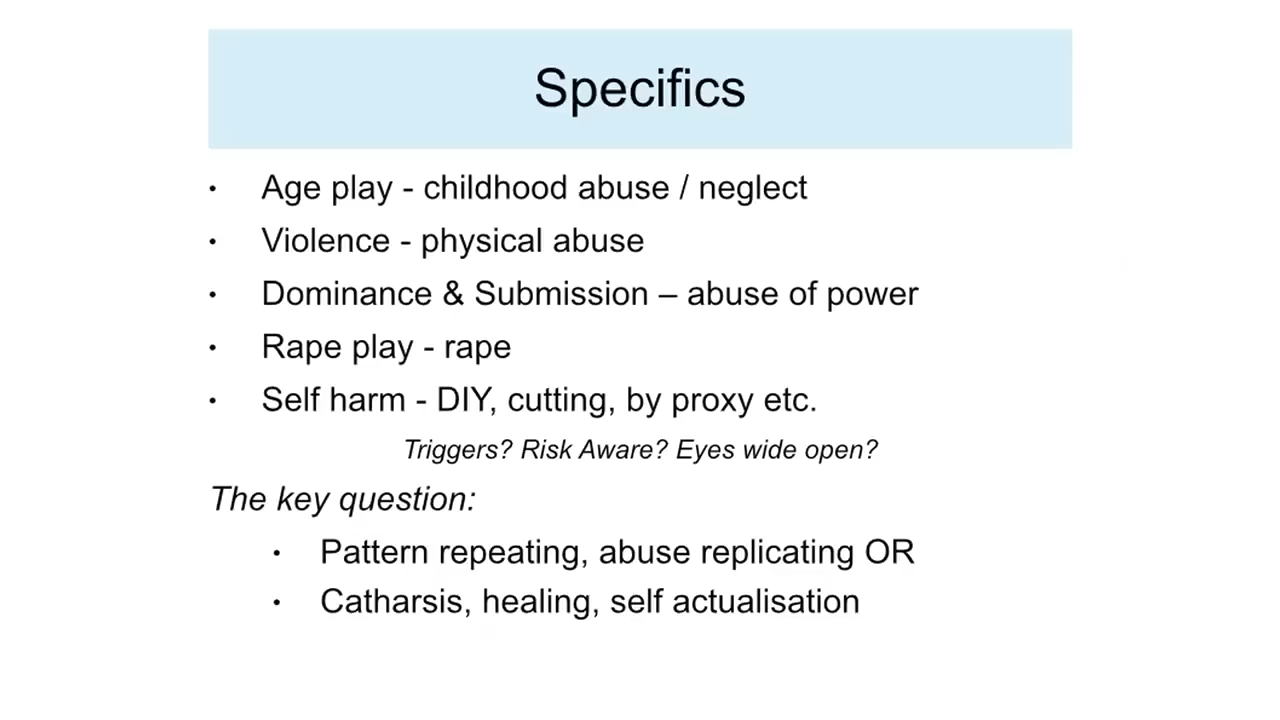 Specifics
• Age play - childhood abuse / neglect
• Violence - physical abuse
• Dominance & Submission – abuse of power
• Rape play - rape
• Self harm - DIY, cutting, by proxy etc.
Triggers? Risk Aware? Eyes wide open?
The key question:
• Pattern repeating, abuse replicating OR
• Catharsis, healing, self actualisation